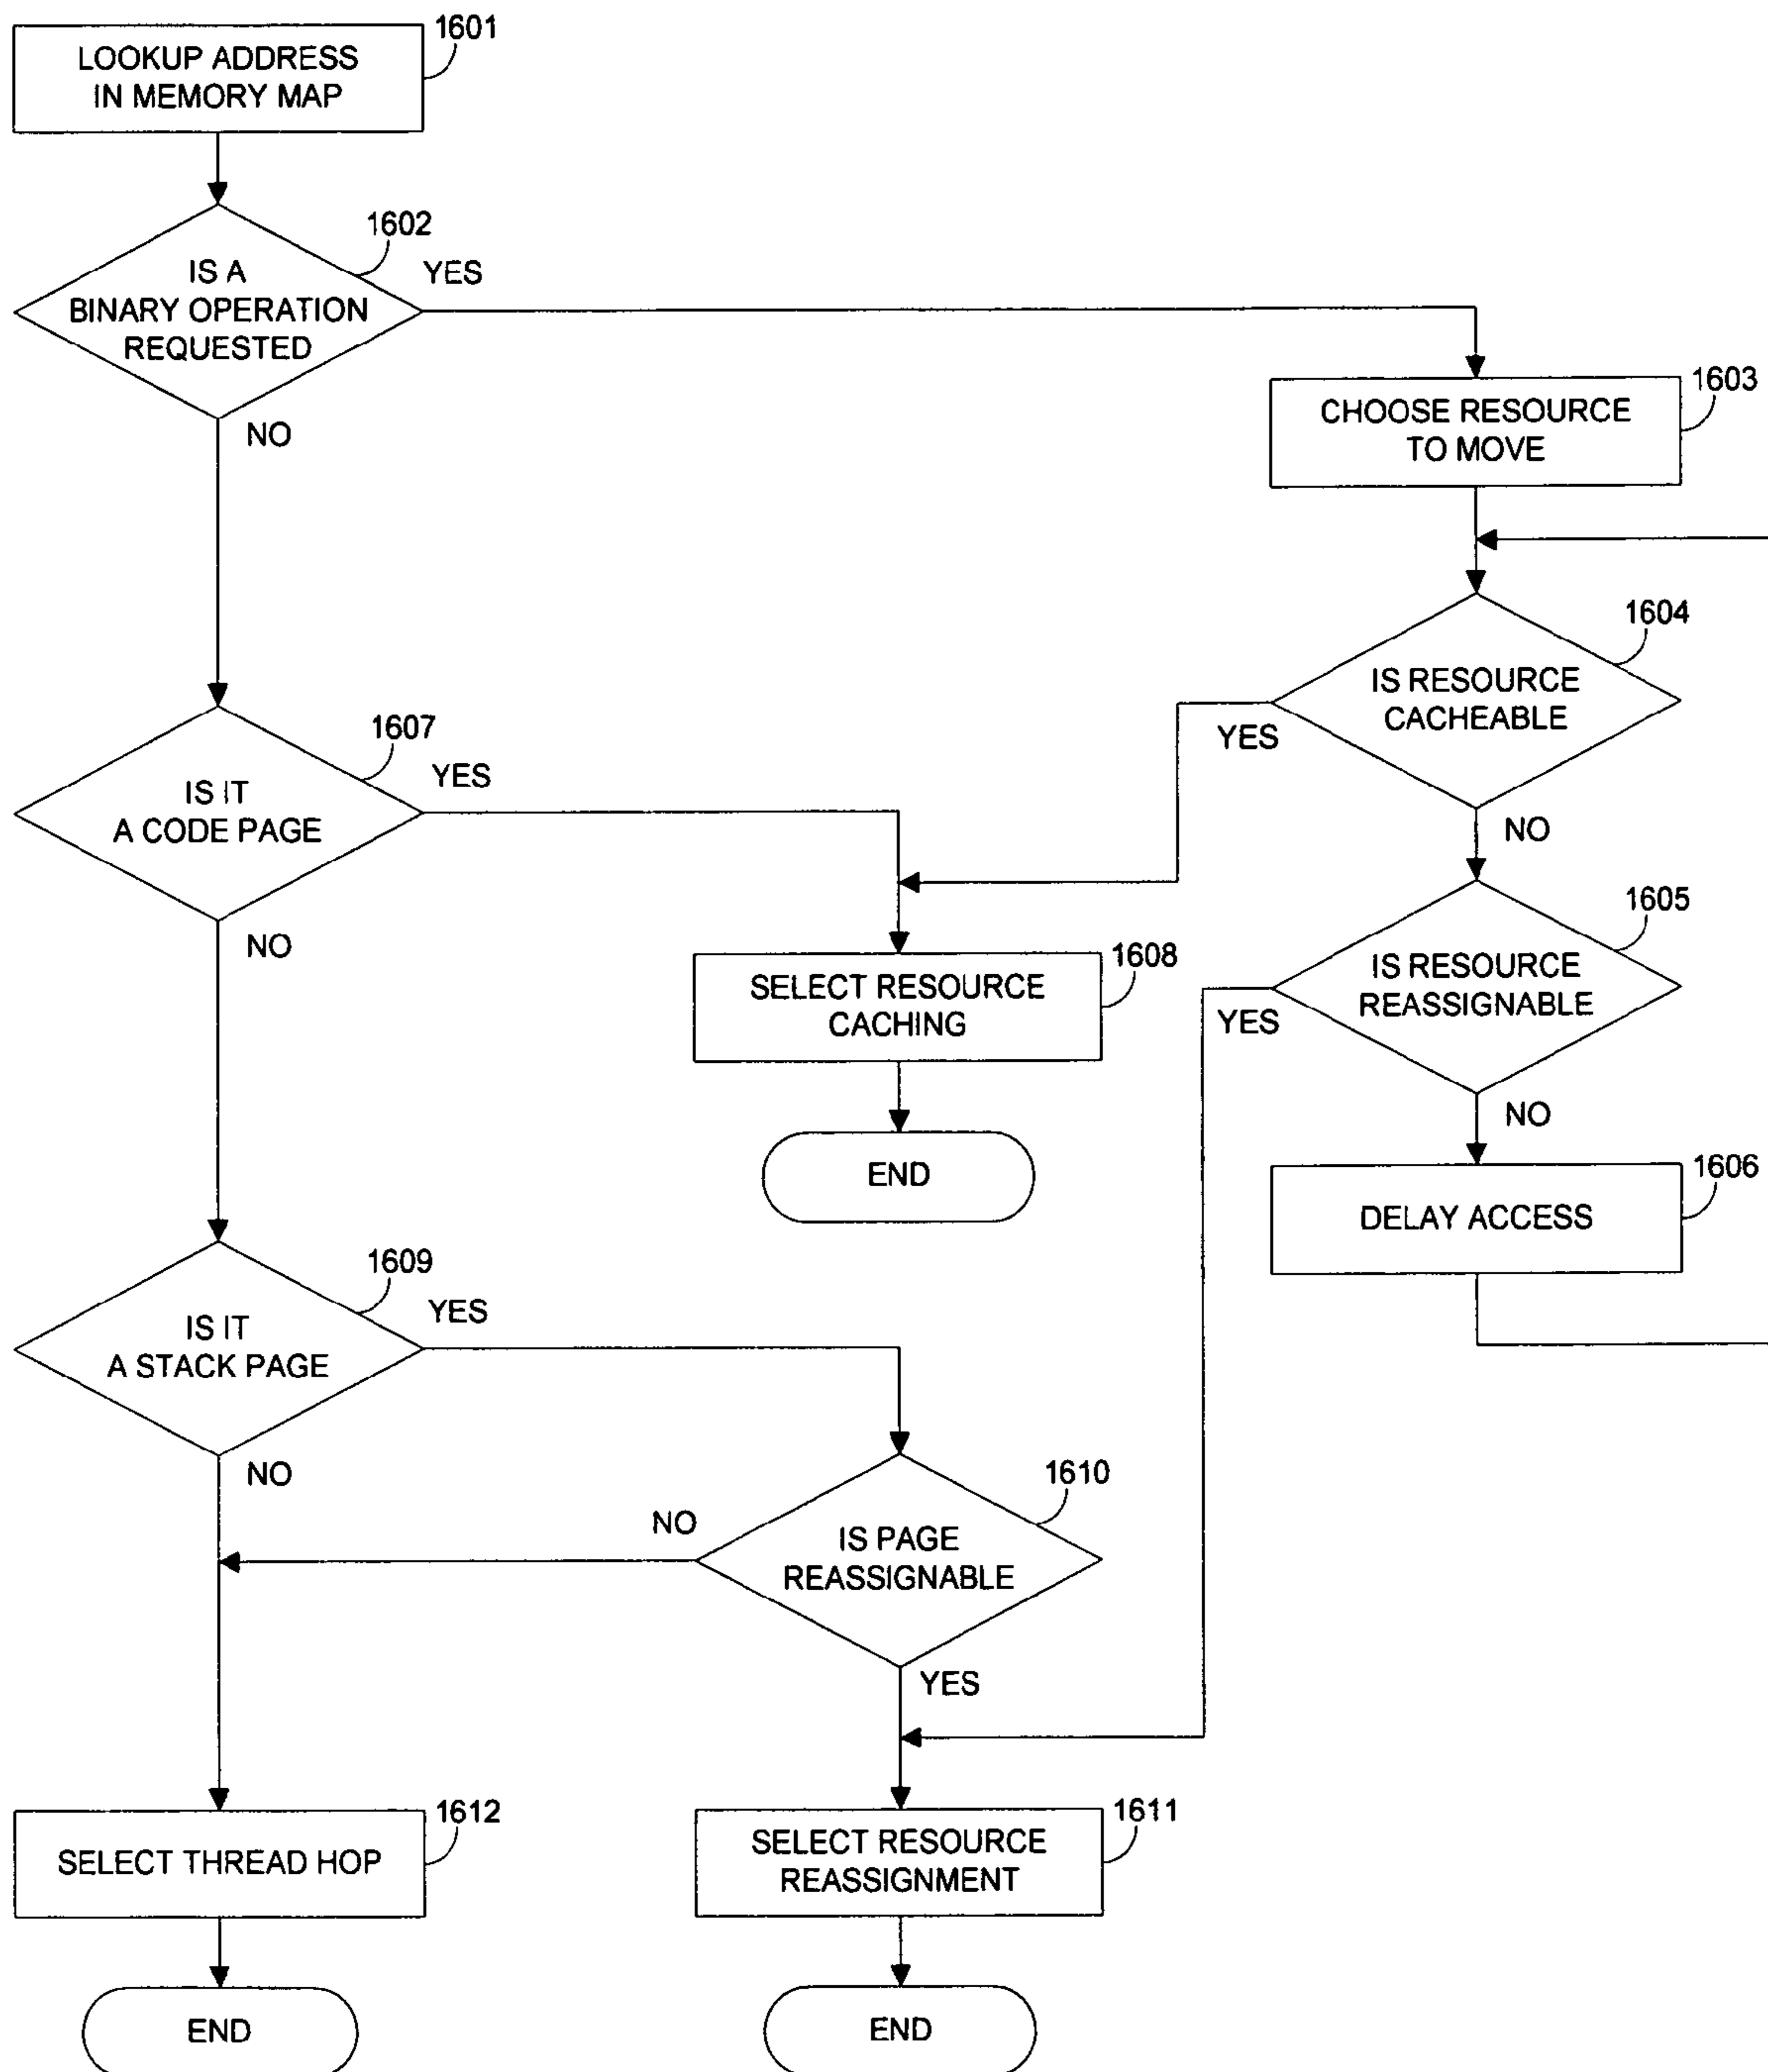 1601
LOOKUP ADDRESS
IN MEMORY MAP
1602
IS A
BINARY OPERATION
REQUESTED
YES
NO
1603
CHOOSE RESOURCE
TO MOVE
1604
IS RESOURCE
CACHEABLE
YES
NO
1605
IS RESOURCE
REASSIGNABLE
YES
NO
1606
DELAY ACCESS
1607
IS IT
A CODE PAGE
YES
NO
1608
SELECT RESOURCE
CACHING
END
1609
IS IT
A STACK PAGE
YES
NO
1610
IS PAGE
REASSIGNABLE
NO
YES
1611
SELECT RESOURCE
REASSIGNMENT
END
1612
SELECT THREAD HOP
END